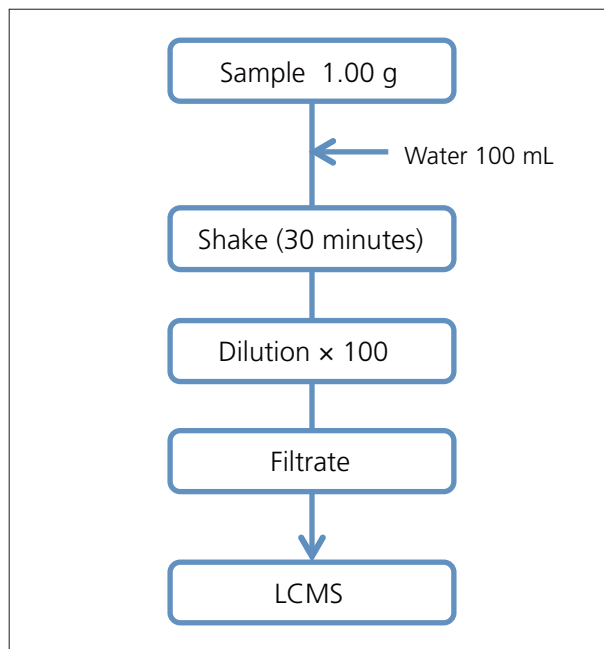 Sample 1.00 g
Water 100 mL
Shake (30 minutes)
Dilution × 100
Filtrate
LCMS